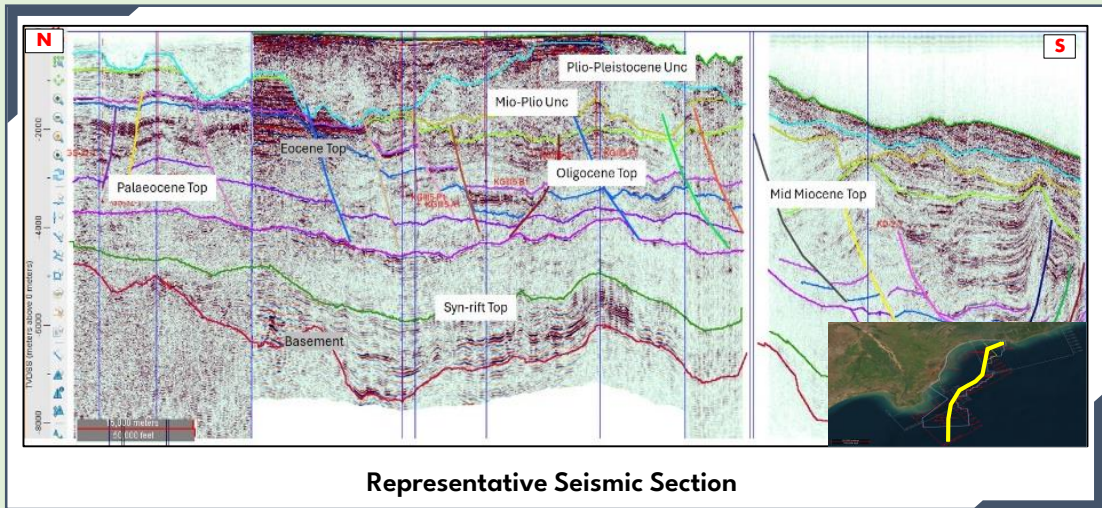 N
S
Plio-Pleistocene Unc
Mio-Plio Unc
-2000
Eocene Top
Palaeocene Top
Oligocene Top
Mid Miocene Top
-4000
Syn-rift Top
-6000
Basement
TVDSS (meters above 0 meters)
-8000
15,000 meters
50,000 feet
Representative Seismic Section